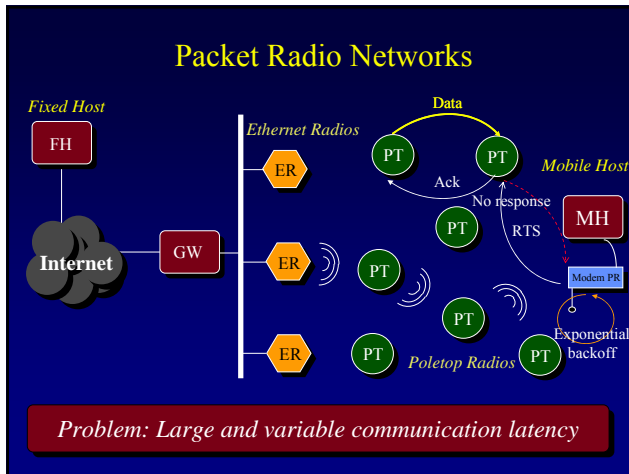 Packet Radio Networks
Fixed Host
Ethernet Radios
Data
Mobile Host
FH
ER
PT
PT
Ack
No response
RTS
MH
PT
Internet
GW
ER
PT
Modem PR
PT
Exponential
backoff
ER
PT
Poletop Radios
PT
Problem: Large and variable communication latency